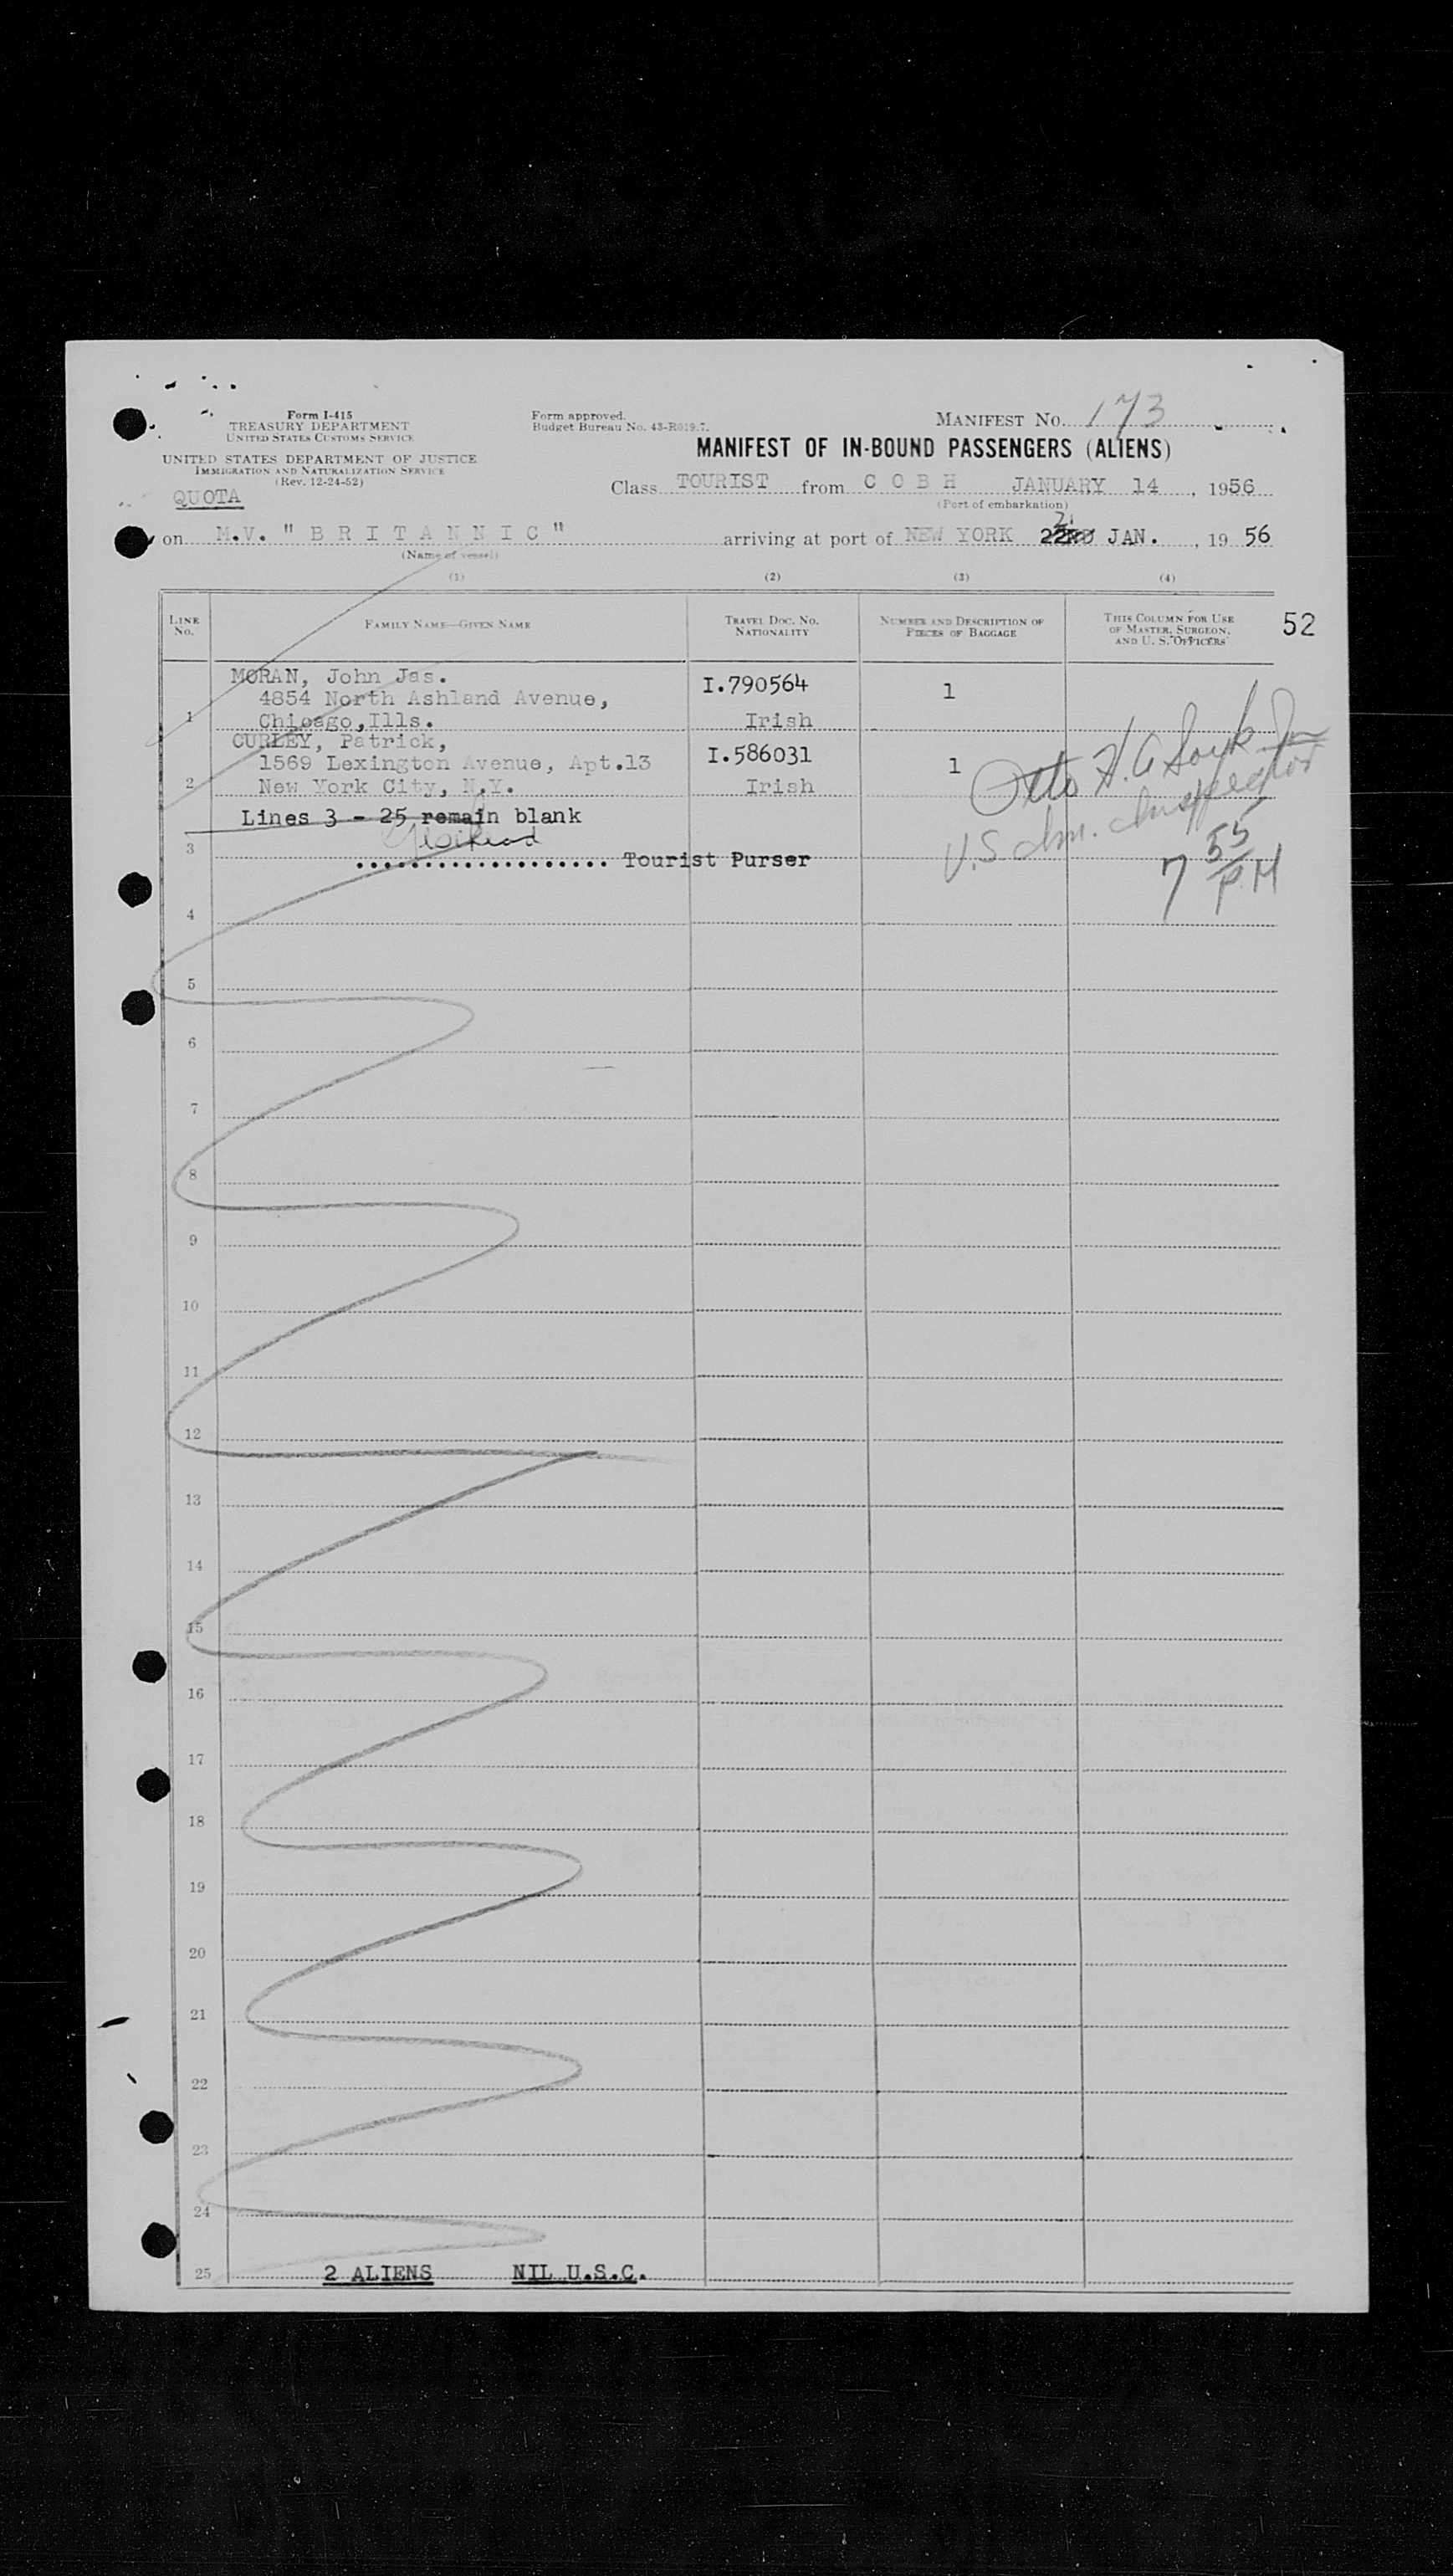 Form I-415
TREASURY DEPARTMENT
UNITED STATES CUSTOMS SERVICE
UNITED STATES DEPARTMENT OF JUSTICE
IMMIGRATION AND NATURALIZATION SERVICE
(Rev. 12-24-52)
QUOTA
Form approved.
Budget Bureau No. 43-R019.7.
MANIFEST No. 173
MANIFEST OF IN-BOUND PASSENGERS (ALIENS)
Class TOURIST from C O B H JANUARY 14, 1956
(Port of embarkation)
on M.V. " B R I T A N N I C " arriving at port of NEW YORK 21 JAN., 19 56
(Name of vessel)
(1) (2) (3) (4)
LINE No. FAMILY NAME—GIVEN NAME TRAVEL DOC. NO. NATIONALITY NUMBER AND DESCRIPTION OF PIECES OF BAGGAGE THIS COLUMN FOR USE OF MASTER, SURGEON, AND U. S. OFFICERS 52
MORAN, John Jas. I.790564 1
4854 North Ashland Avenue,
1 Chicago,Ills. Irish
CURLEY, Patrick, I.586031 1
1569 Lexington Avenue, Apt.13
2 New York City, N.Y. Irish
Otto H. A
U.S Im. Inspector
7 55 P.M
Lines 3 - 25 remain blank
3
Tourist Purser
4
5
6
7
8
9
10
11
12
13
14
15
16
17
18
19
20
21
22
23
24
25 2 ALIENS NIL U.S.C.